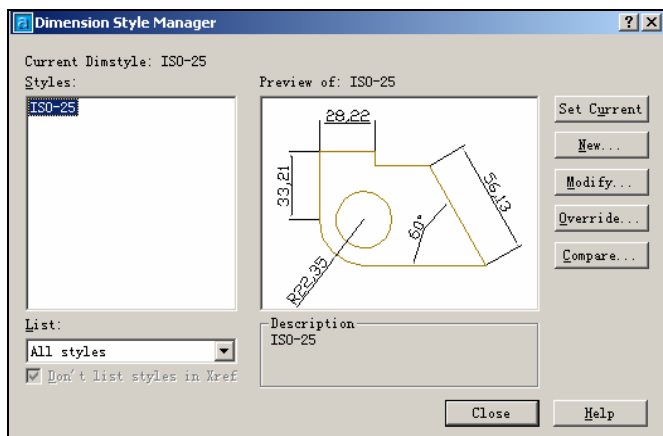 Dimension Style Manager
Current Dimstyle: ISO-25
Styles:
ISO-25
Preview of: ISO-25
28,22
33,21
56,13
60°
R22,35
Set Current
New...
Modify...
Override...
Compare...
List:
All styles
Don't list styles in Xref
Description
ISO-25
Close
Help